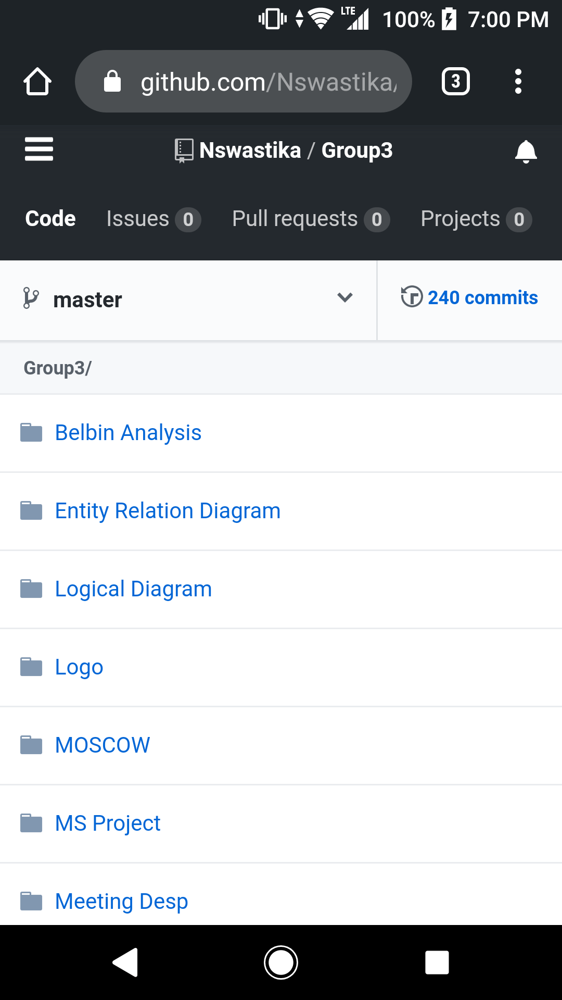 LTE 100% 7:00 PM
github.com/Nswastika/ 3
Nswastika / Group3
Code Issues 0 Pull requests 0 Projects 0
master 240 commits
Group3/
Belbin Analysis
Entity Relation Diagram
Logical Diagram
Logo
MOSCOW
MS Project
Meeting Desp